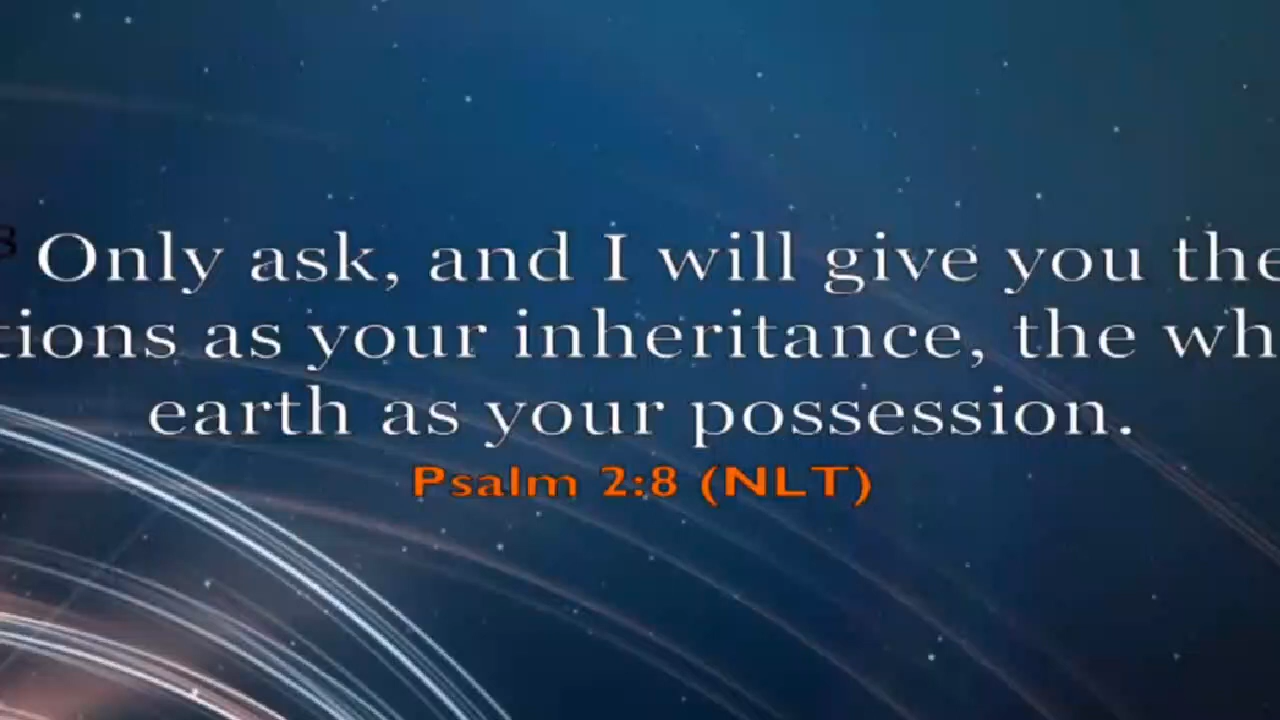 8 Only ask, and I will give you the
tions as your inheritance, the wh
earth as your possession.
Psalm 2:8 (NLT)